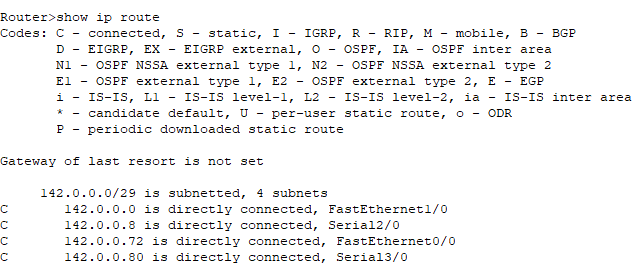 Router>show ip route
Codes: C - connected, S - static, I - IGRP, R - RIP, M - mobile, B - BGP
       D - EIGRP, EX - EIGRP external, O - OSPF, IA - OSPF inter area
       N1 - OSPF NSSA external type 1, N2 - OSPF NSSA external type 2
       E1 - OSPF external type 1, E2 - OSPF external type 2, E - EGP
       i - IS-IS, L1 - IS-IS level-1, L2 - IS-IS level-2, ia - IS-IS inter area
       * - candidate default, U - per-user static route, o - ODR
       P - periodic downloaded static route
Gateway of last resort is not set
     142.0.0.0/29 is subnetted, 4 subnets
C       142.0.0.0 is directly connected, FastEthernet1/0
C       142.0.0.8 is directly connected, Serial2/0
C       142.0.0.72 is directly connected, FastEthernet0/0
C       142.0.0.80 is directly connected, Serial3/0